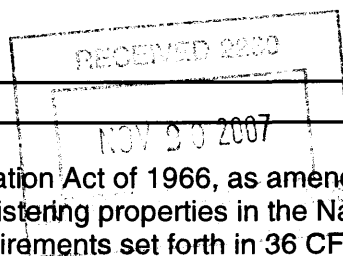 RECEIVED 2280
NOV 20 2007
ation Act of 1966, as amend
istering properties in the Na
irements set forth in 36 CF